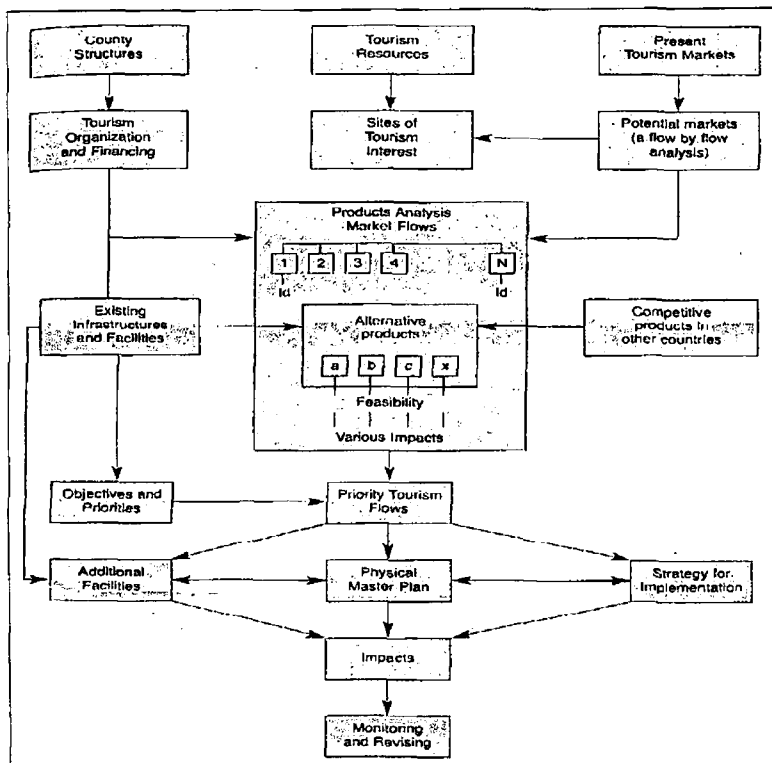 County
Structures
Tourism
Resources
Present
Tourism Markets
Tourism
Organization
and Financing
Sites of
Tourism
Interest
Potential markets
(a flow by flow
analysis)
Products Analysis
Market Flows
1 2 3 4 N
Id Id
Existing
Infrastructures
and Facilities
Alternative
products
Competitive
products in
other countries
a b c x
Feasibility
Various Impacts
Objectives and
Priorities
Priority Tourism
Flows
Additional
Facilities
Physical
Master Plan
Strategy for
Implementation
Impacts
Monitoring
and Revising